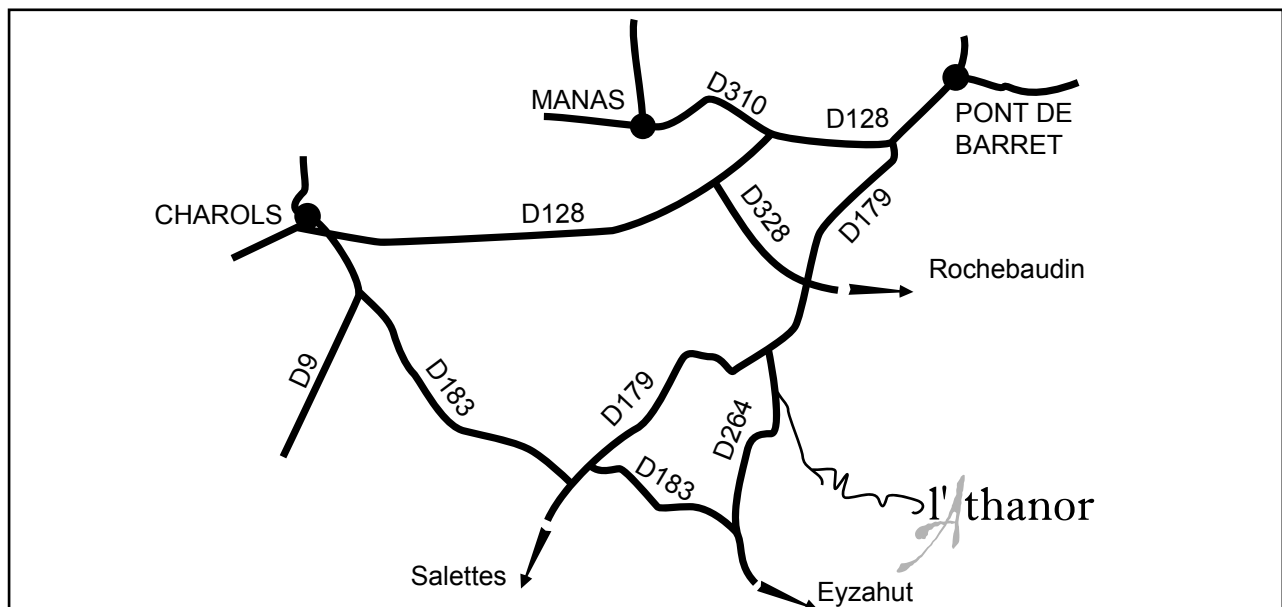 D310
MANAS
D128
PONT DE
BARRET
CHAROLS
D128
D328
D179
Rochebaudin
D9
D183
D179
D264
D183
l'Athanor
Salettes
Eyzahut